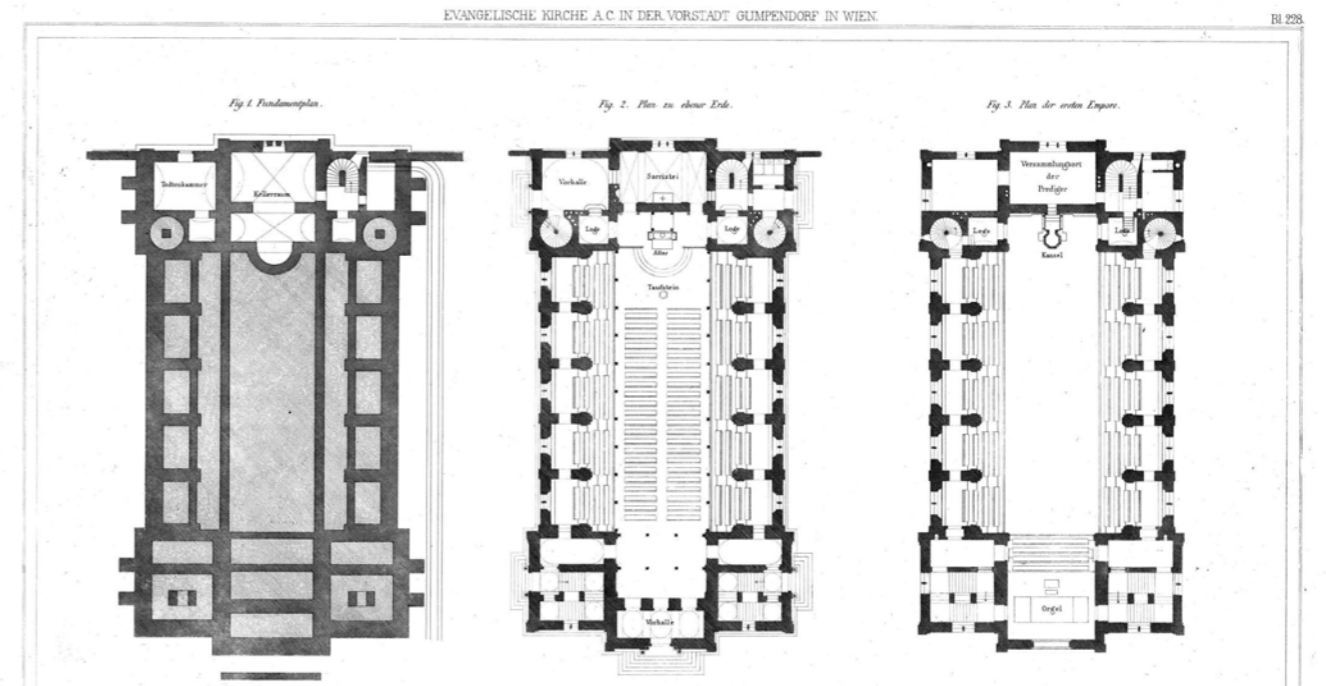 EVANGELISCHE KIRCHE A.C. IN DER VORSTADT GUMPENDORF IN WIEN.
Bl. 228.
Fig. 1. Fundamentplan.
Todtenkammer
Kellerraum
Fig. 2. Plan zu ebener Erde.
Vorhalle
Sacristei
Loge
Loge
Altar
Taufstein
Vorhalle
Fig. 3. Plan der ersten Empore.
Versammlungsort
der
Prediger
Loge
Loge
Kanzel
Orgel